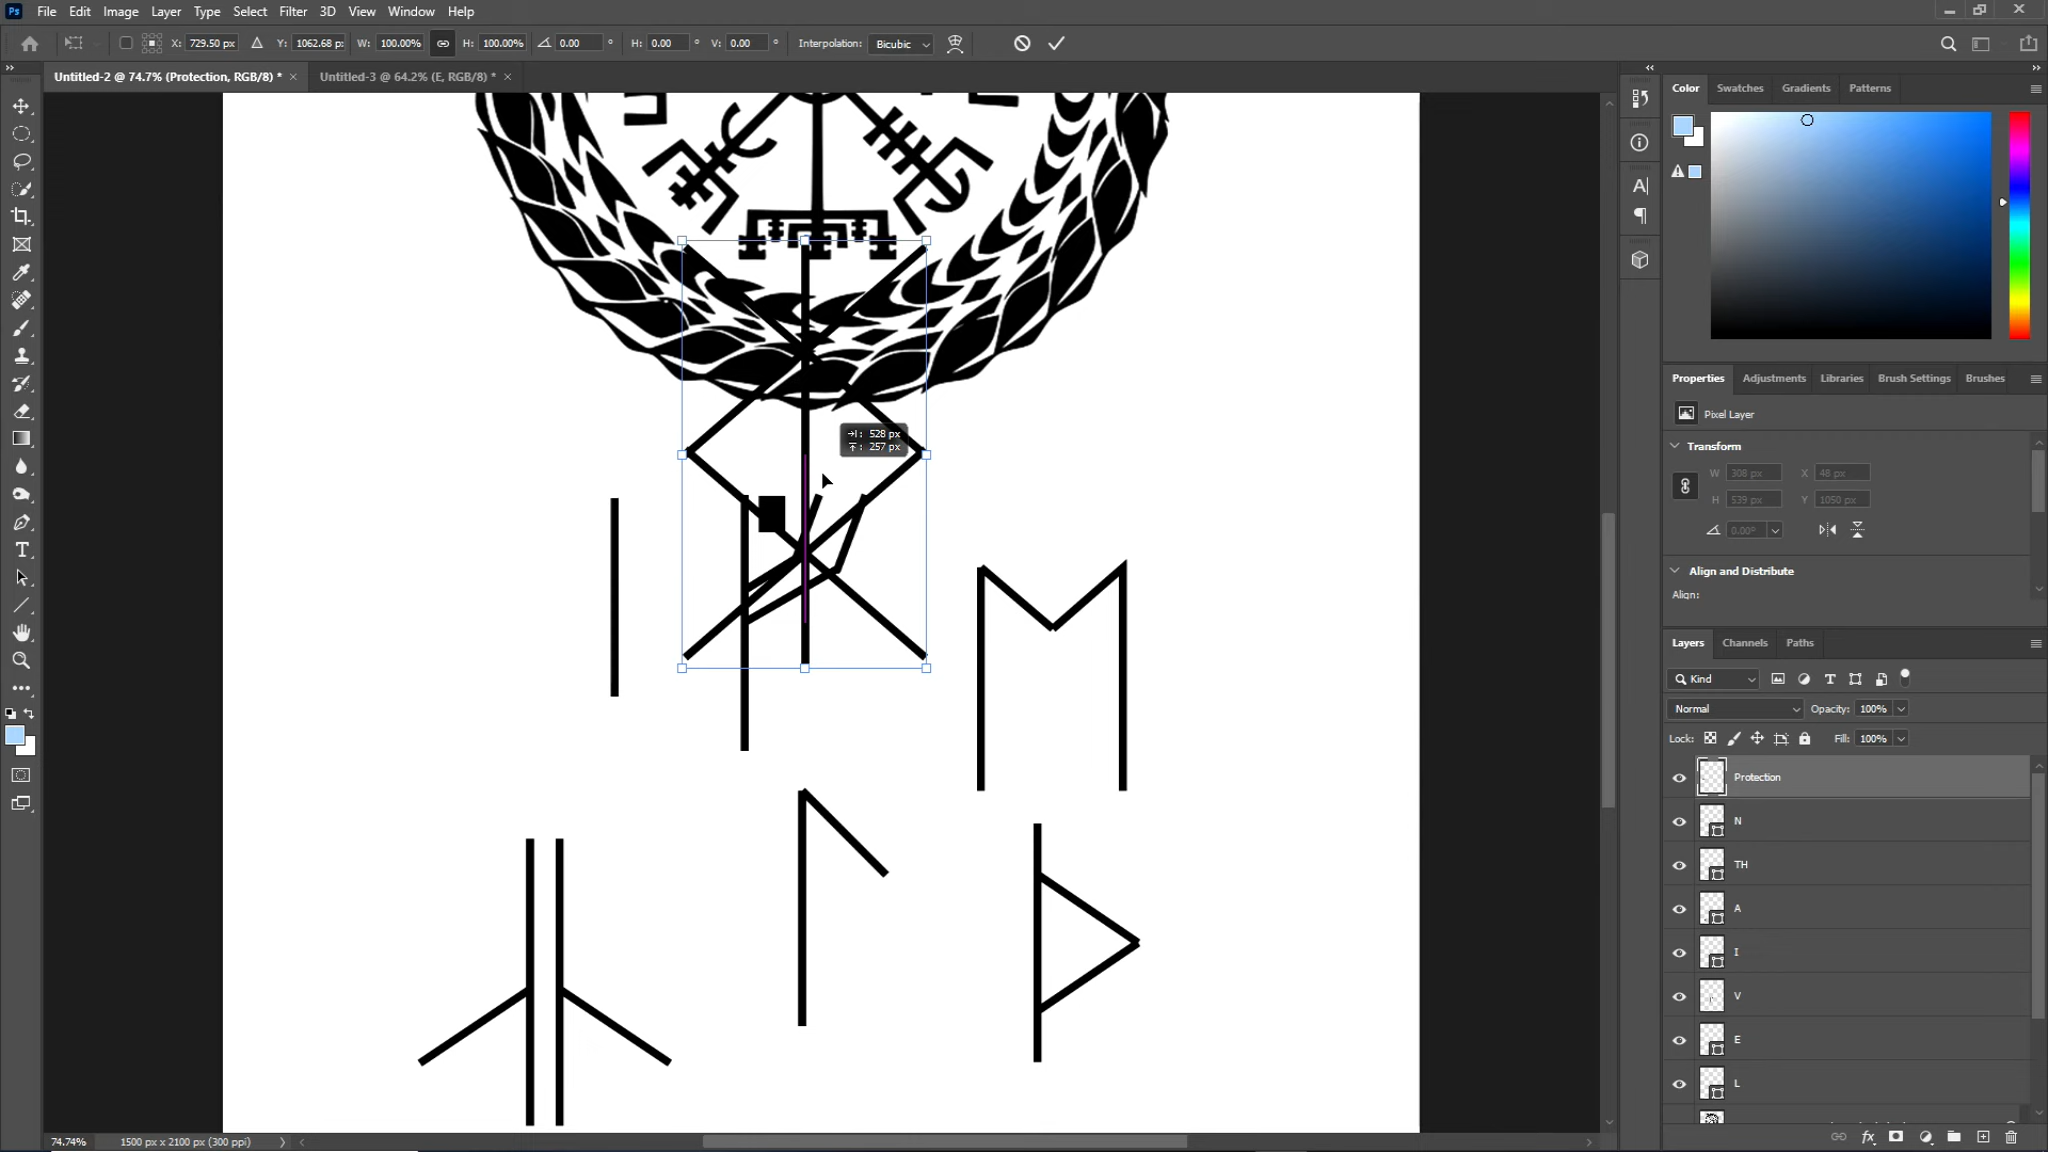 Ps File Edit Image Layer Type Select Filter 3D View Window Help
X: 729.50 px Y: 1062.68 p: W: 100.00% H: 100.00% 0.00 ° H: 0.00 ° V: 0.00 ° Interpolation: Bicubic
Untitled-2 @ 74.7% (Protection, RGB/8) * × Untitled-3 @ 64.2% (E, RGB/8) * ×
Color Swatches Gradients Patterns
Properties Adjustments Libraries Brush Settings Brushes
Pixel Layer
Transform
W 308 px X 48 px
H 539 px Y 1050 px
0.00°
Align and Distribute
Align:
528 px
257 px
Layers Channels Paths
Kind
Normal Opacity: 100%
Lock: Fill: 100%
Protection
N
TH
A
I
V
E
L
74.74% 1500 px x 2100 px (300 ppi)